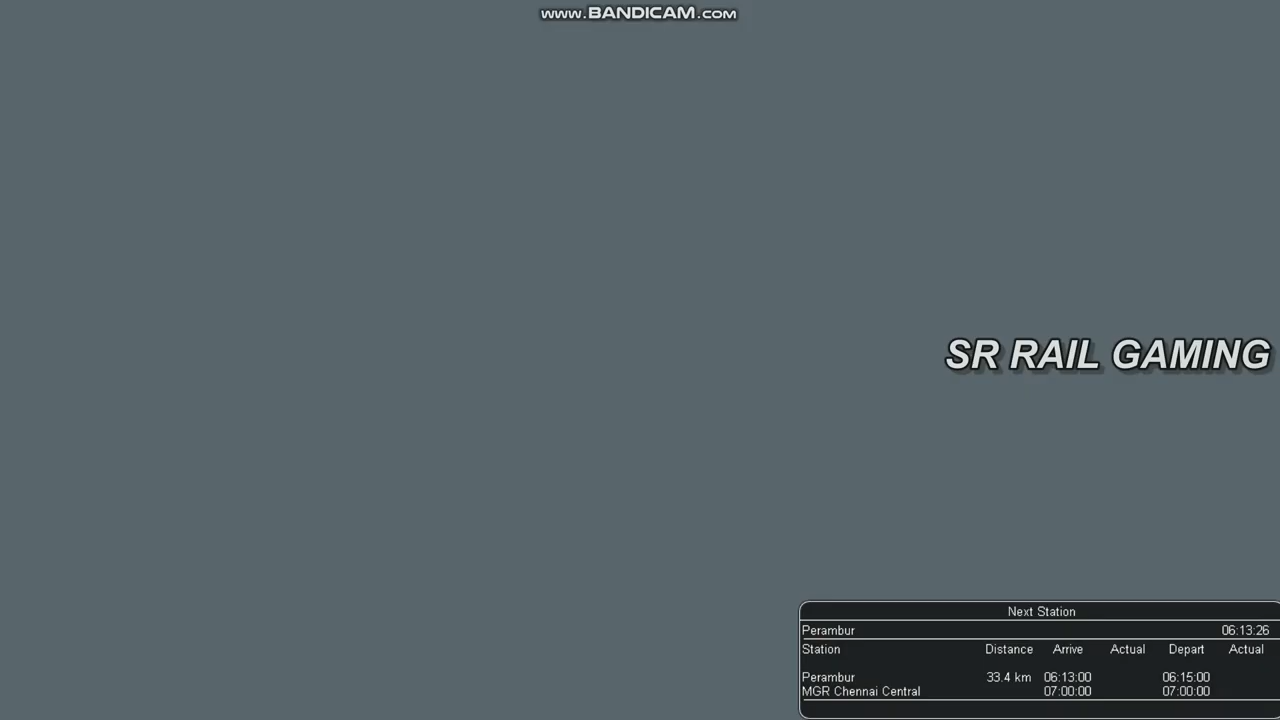 www.BANDICAM.com
SR RAIL GAMING
Next Station
Perambur 06:13:26
Station Distance Arrive Actual Depart Actual
Perambur 33.4 km 06:13:00 06:15:00
MGR Chennai Central 07:00:00 07:00:00